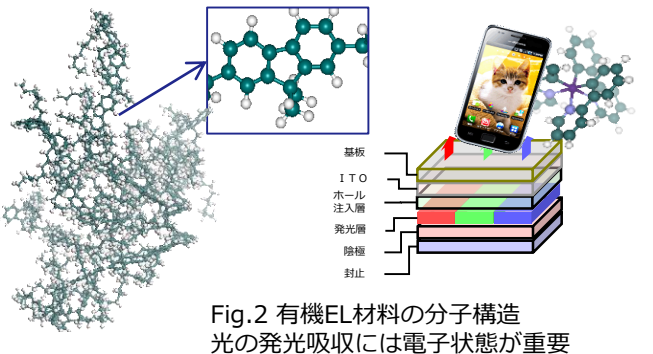 基板
ＩＴＯ
ホール
注入層
発光層
陰極
封止
Fig.2 有機EL材料の分子構造
光の発光吸収には電子状態が重要